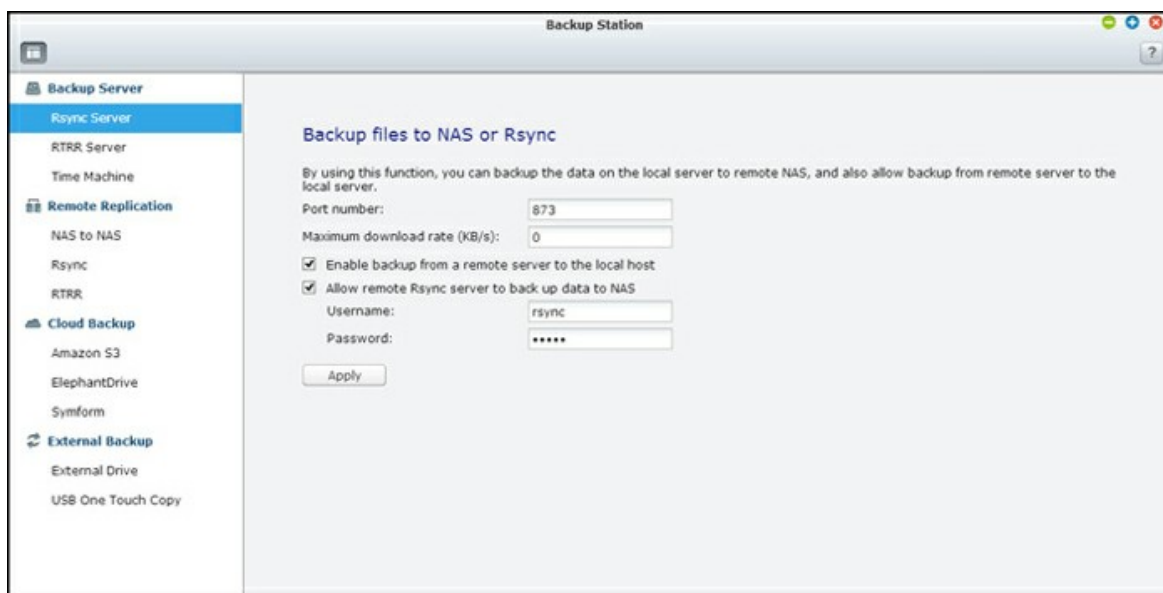 Backup Station
?
Backup Server
Rsync Server
RTRR Server
Time Machine
Remote Replication
NAS to NAS
Rsync
RTRR
Cloud Backup
Amazon S3
ElephantDrive
Symform
External Backup
External Drive
USB One Touch Copy
Backup files to NAS or Rsync
By using this function, you can backup the data on the local server to remote NAS, and also allow backup from remote server to the
local server.
Port number: 873
Maximum download rate (KB/s): 0
Enable backup from a remote server to the local host
Allow remote Rsync server to back up data to NAS
Username: rsync
Password: •••••
Apply